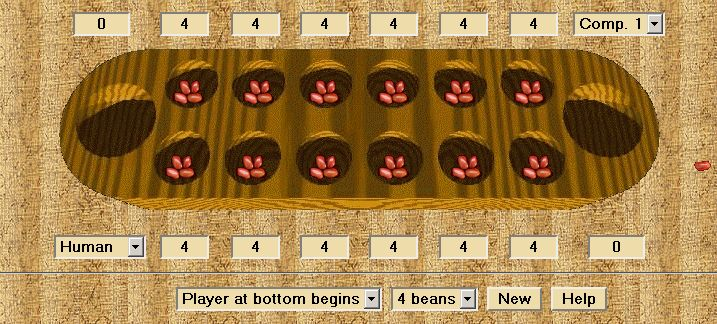 0 4 4 4 4 4 4 Comp. 1
Human 4 4 4 4 4 4 0
Player at bottom begins 4 beans New Help